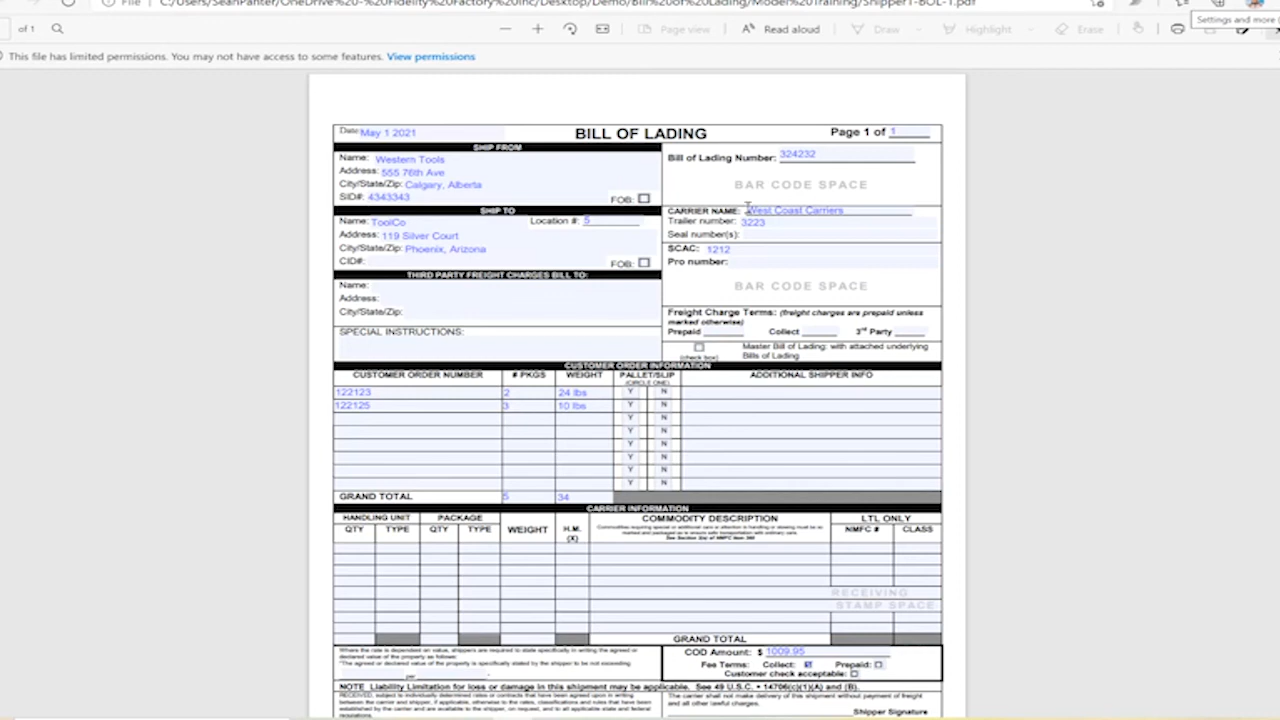 File C:/Users/SeanPanter/OneDrive%20-%20Fidelity%20Factory%20Inc/Desktop/Demo/Bill%20of%20Lading/Model%20Training/Shipper1-BOL-1.pdf
Settings and more
of 1 Page view Read aloud Draw Highlight Erase
This file has limited permissions. You may not have access to some features. View permissions
Date: May 1 2021 BILL OF LADING Page 1 of 1
SHIP FROM
Name: Western Tools
Address: 555 76th Ave
City/State/Zip: Calgary, Alberta
SID#: 4343343 FOB:
Bill of Lading Number: 324232
BAR CODE SPACE
SHIP TO
Name: ToolCo Location #: 5
Address: 119 Silver Court
City/State/Zip: Phoenix, Arizona
CID#: FOB:
CARRIER NAME: West Coast Carriers
Trailer number: 3223
Seal number(s):
SCAC: 1212
Pro number:
BAR CODE SPACE
THIRD PARTY FREIGHT CHARGES BILL TO:
Name:
Address:
City/State/Zip:
SPECIAL INSTRUCTIONS:
Freight Charge Terms: (freight charges are prepaid unless
marked otherwise)
Prepaid Collect 3rd Party
(check box)
Master Bill of Lading: with attached underlying
Bills of Lading
CUSTOMER ORDER INFORMATION
CUSTOMER ORDER NUMBER # PKGS WEIGHT PALLET/SLIP ADDITIONAL SHIPPER INFO
(CIRCLE ONE)
122123 2 24 lbs Y N
122125 3 10 lbs Y N
Y N
Y N
Y N
Y N
Y N
Y N
GRAND TOTAL 5 34
CARRIER INFORMATION
HANDLING UNIT PACKAGE COMMODITY DESCRIPTION LTL ONLY
QTY TYPE QTY TYPE WEIGHT H.M. NMFC # CLASS
(X)
Commodities requiring special or additional care or attention in handling or stowing must be so
marked and packaged as to ensure safe transportation with ordinary care.
See Section 2(e) of NMFC Item 360
RECEIVING
STAMP SPACE
GRAND TOTAL
Where the rate is dependent on value, shippers are required to state specifically in writing the agreed or
declared value of the property as follows:
"The agreed or declared value of the property is specifically stated by the shipper to be not exceeding
per
COD Amount: $ 1009.95
Fee Terms: Collect: Prepaid:
Customer check acceptable:
NOTE Liability Limitation for loss or damage in this shipment may be applicable. See 49 U.S.C. • 14706(c)(1)(A) and (B).
RECEIVED, subject to individually determined rates or contracts that have been agreed upon in writing
between the carrier and shipper, if applicable, otherwise to the rates, classifications and rules that have been
established by the carrier and are available to the shipper, on request, and to all applicable state and federal
regulations.
The carrier shall not make delivery of this shipment without payment of freight
and all other lawful charges.
Shipper Signature